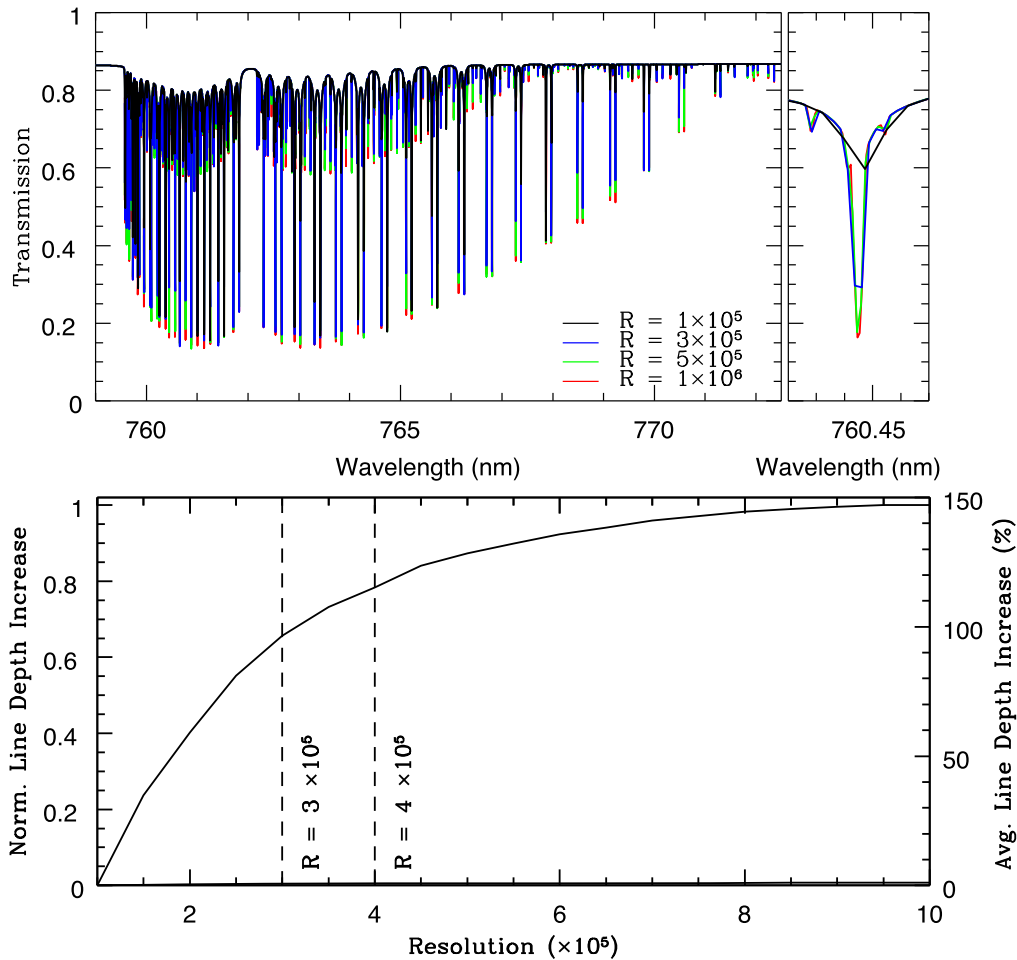 1
0.8
0.6
0.4
0.2
0
Transmission
R = 1×10⁵
R = 3×10⁵
R = 5×10⁵
R = 1×10⁶
760
765
770
760.45
Wavelength (nm)
Wavelength (nm)
1
0.8
0.6
0.4
0.2
0
Norm. Line Depth Increase
R = 3 ×10⁵
R = 4 ×10⁵
150
100
50
0
Avg. Line Depth Increase (%)
2
4
6
8
10
Resolution (×10⁵)